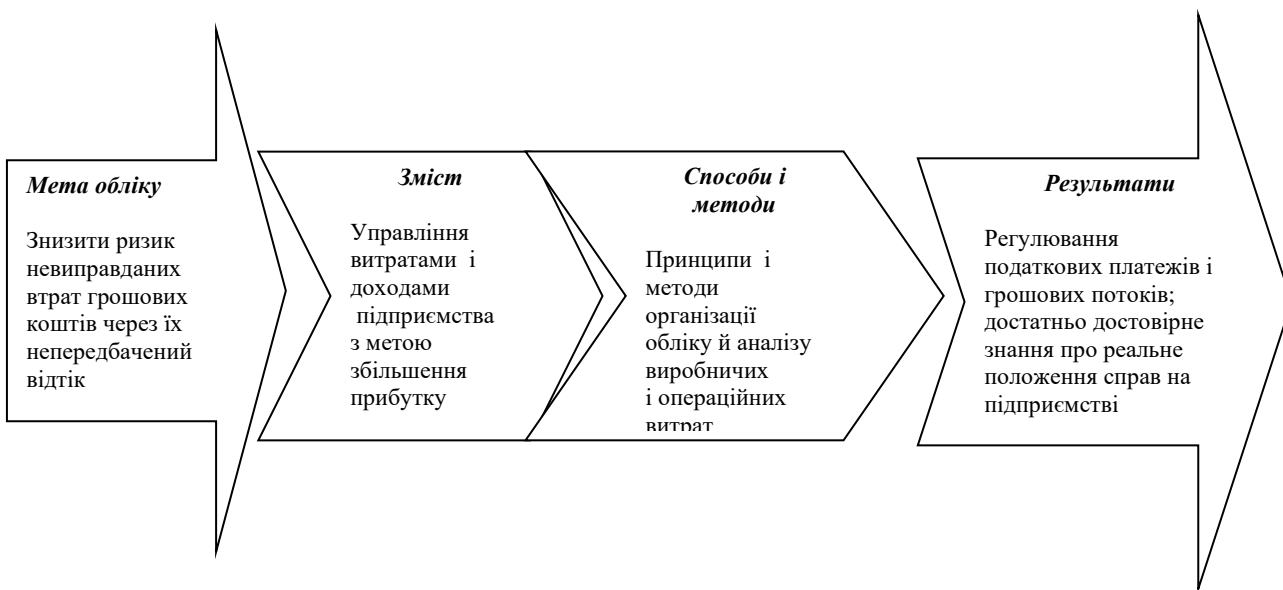 Мета обліку
Знизити ризик
невиправданих
втрат грошових
коштів через їх
непередбачений
відтік
Зміст
Управління
витратами і
доходами
підприємства
з метою
збільшення
прибутку
Способи і
методи
Принципи і
методи
організації
обліку й аналізу
виробничих
і операційних
витрат
Результати
Регулювання
податкових платежів і
грошових потоків;
достатньо достовірне
знання про реальне
положення справ на
підприємстві